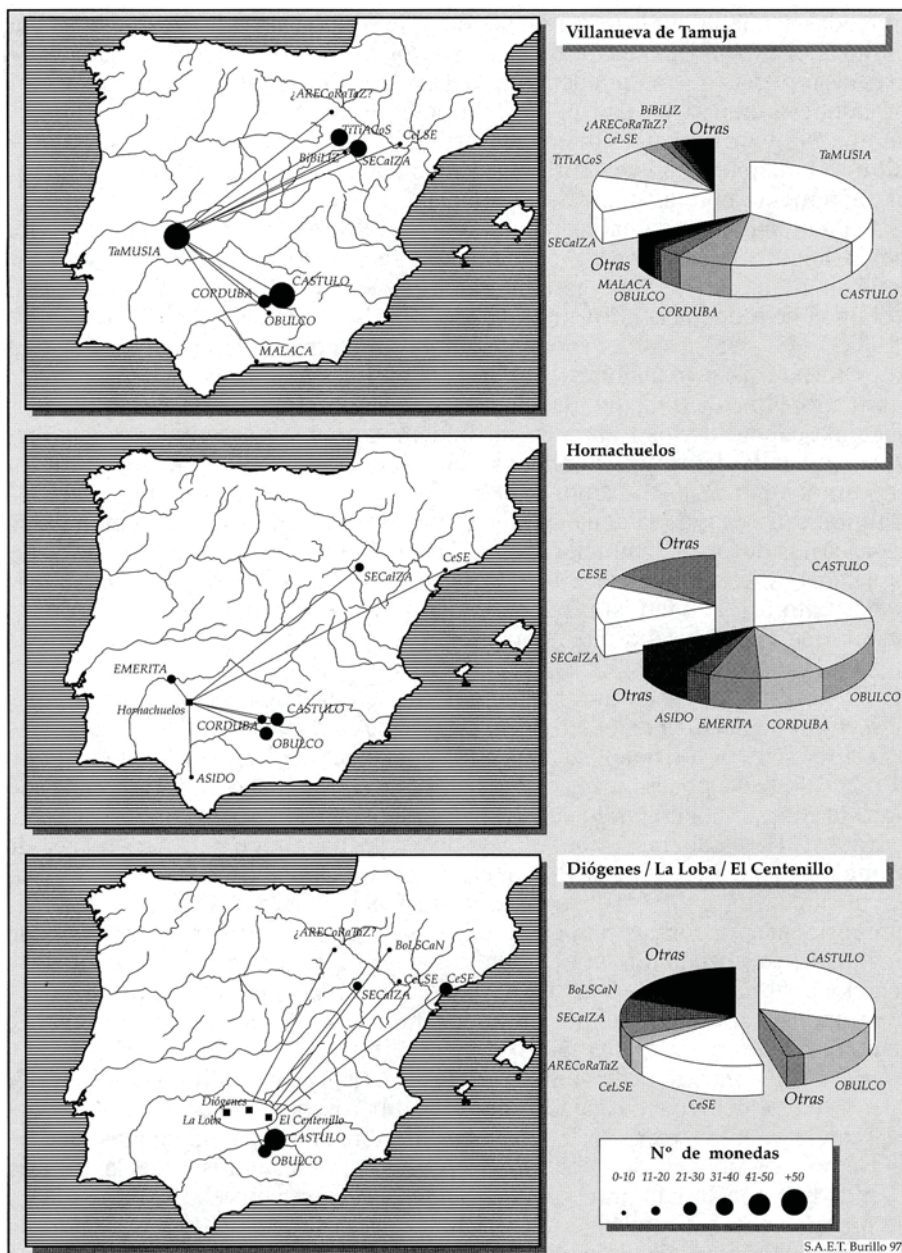 Villanueva de Tamuja
¿ARECoRaTaZ?
TiTiACoS
CeLSE
BiBiLIZ
SECaIZA
TaMUSIA
CASTULO
CORDUBA
OBULCO
MALACA
BiBiLIZ
¿ARECoRaTaZ?
Otras
CeLSE
TiTiACoS
TaMUSIA
SECaIZA
Otras
MALACA
OBULCO
CORDUBA
CASTULO
Hornachuelos
SECaIZA
CeSE
EMERITA
Hornachuelos
CORDUBA
CASTULO
OBULCO
ASIDO
Otras
CESE
CASTULO
SECaIZA
Otras
ASIDO
EMERITA
CORDUBA
OBULCO
Diógenes / La Loba / El Centenillo
¿ARECoRaTaZ?
BoLSCaN
CeLSE
CeSE
SECaIZA
Diógenes
La Loba
El Centenillo
CASTULO
OBULCO
Otras
CASTULO
BoLSCaN
SECaIZA
ARECoRaTaZ
CeLSE
CeSE
Otras
OBULCO
Nº de monedas
0-10 11-20 21-30 31-40 41-50 +50
S.A.E.T. Burillo 97